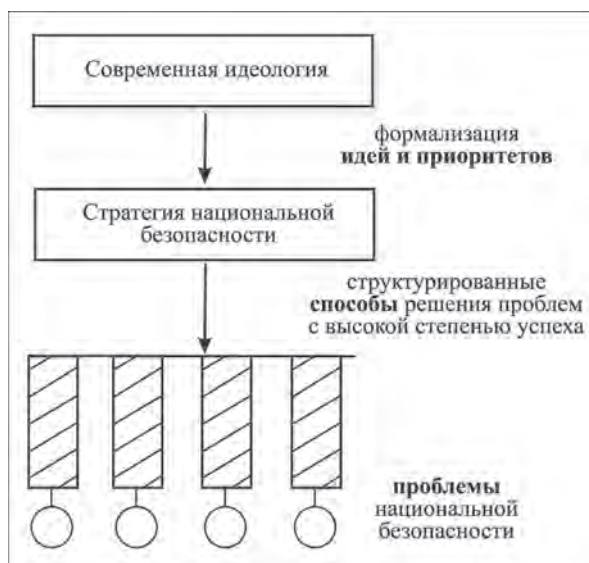 Современная идеология
формализация
идей и приоритетов
Стратегия национальной
безопасности
структурированные
способы решения проблем
с высокой степенью успеха
проблемы
национальной
безопасности